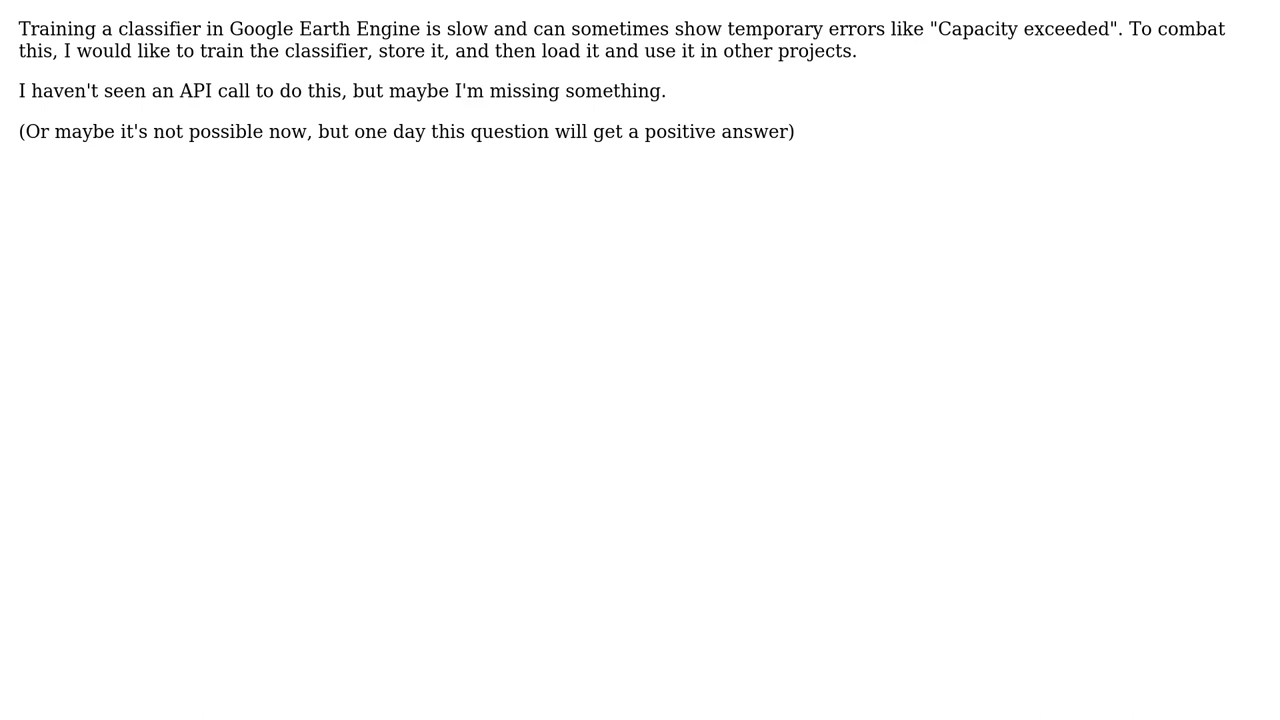 Training a classifier in Google Earth Engine is slow and can sometimes show temporary errors like "Capacity exceeded". To combat
this, I would like to train the classifier, store it, and then load it and use it in other projects.
I haven't seen an API call to do this, but maybe I'm missing something.
(Or maybe it's not possible now, but one day this question will get a positive answer)